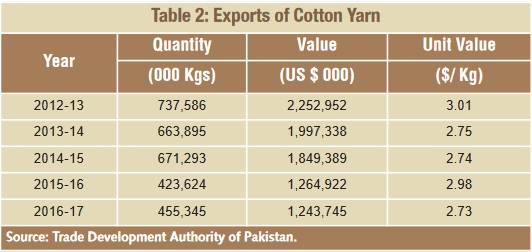 Table 2: Exports of Cotton Yarn
Year Quantity Value Unit Value
(000 Kgs) (US $ 000) ($/ Kg)
2012-13 737,586 2,252,952 3.01
2013-14 663,895 1,997,338 2.75
2014-15 671,293 1,849,389 2.74
2015-16 423,624 1,264,922 2.98
2016-17 455,345 1,243,745 2.73
Source: Trade Development Authority of Pakistan.